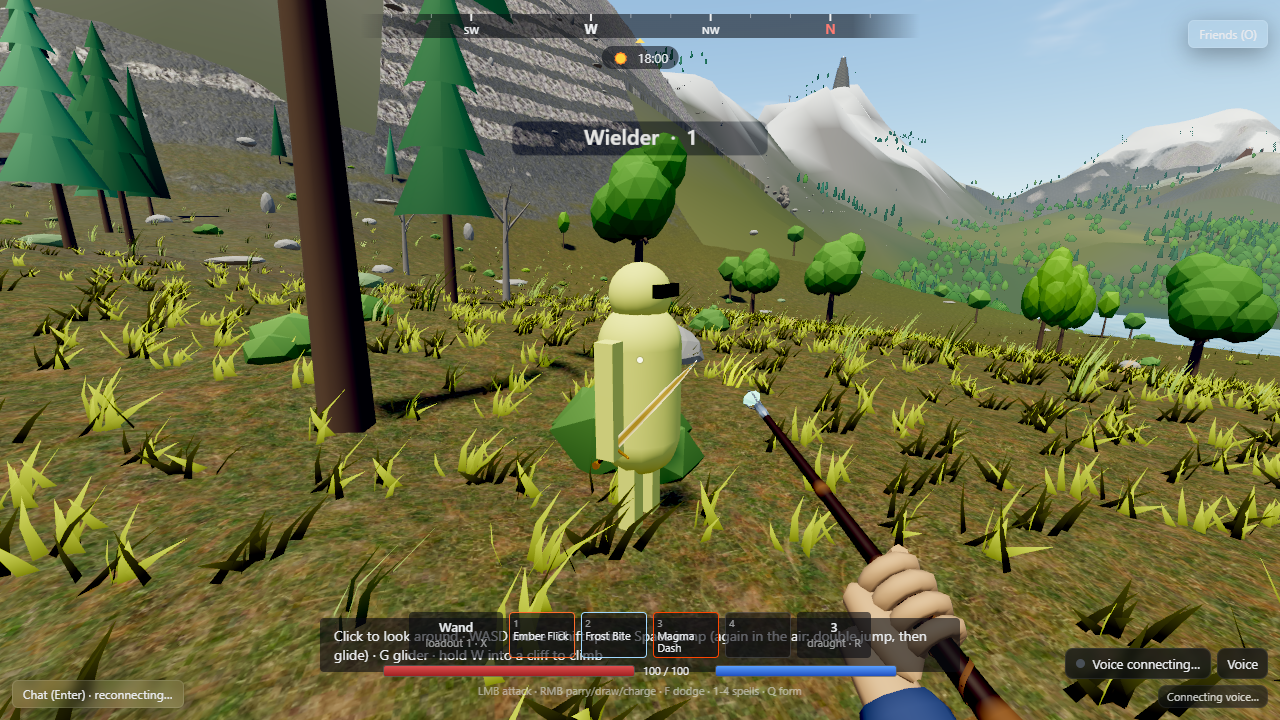 SW
W
NW
N
Friends (O)
18:00
Wielder · 1
Wand
loadout 1 · X
1
Ember Flick
2
Frost Bite
3
Magma
Dash
4
3
draught · R
Click to look around · WASD
jump (again in the air: double jump, then
glide) · G glider · hold W into a cliff to climb
100 / 100
LMB attack · RMB parry/draw/charge · F dodge · 1-4 spells · Q form
Voice connecting...
Voice
Connecting voice...
Chat (Enter) · reconnecting...